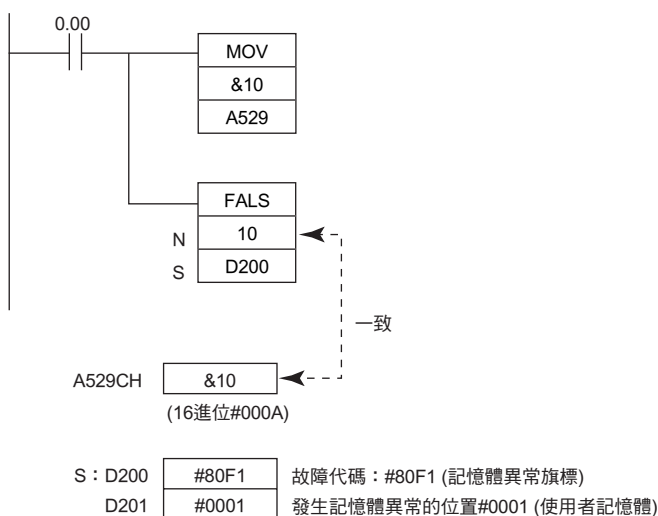 0.00
MOV
&10
A529
FALS
N 10
S D200
一致
A529CH &10
(16進位#000A)
S：D200 #80F1 故障代碼：#80F1 (記憶體異常旗標)
D201 #0001 發生記憶體異常的位置#0001 (使用者記憶體)